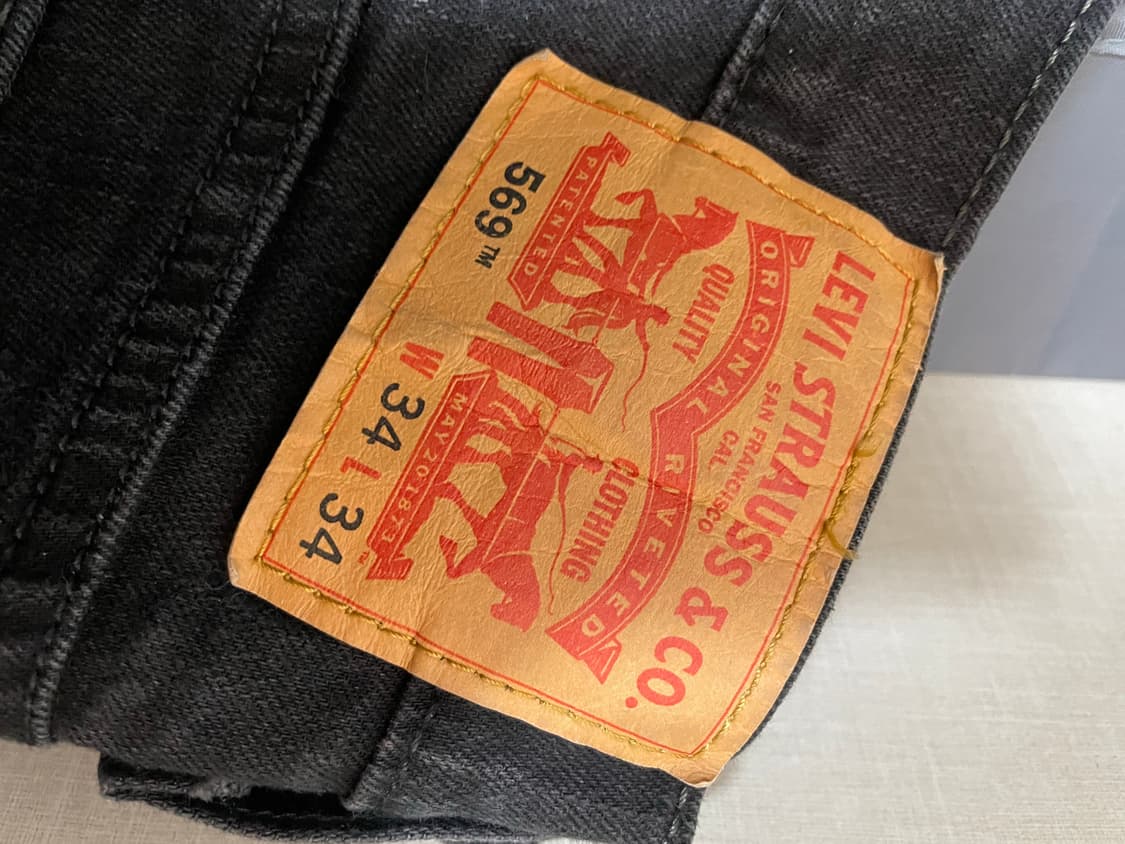 LEVI STRAUSS & CO.
SAN FRANCISCO
CAL
ORIGINAL RIVETED
QUALITY CLOTHING
PATENTED MAY 20 1873
569™ W 34 L 34